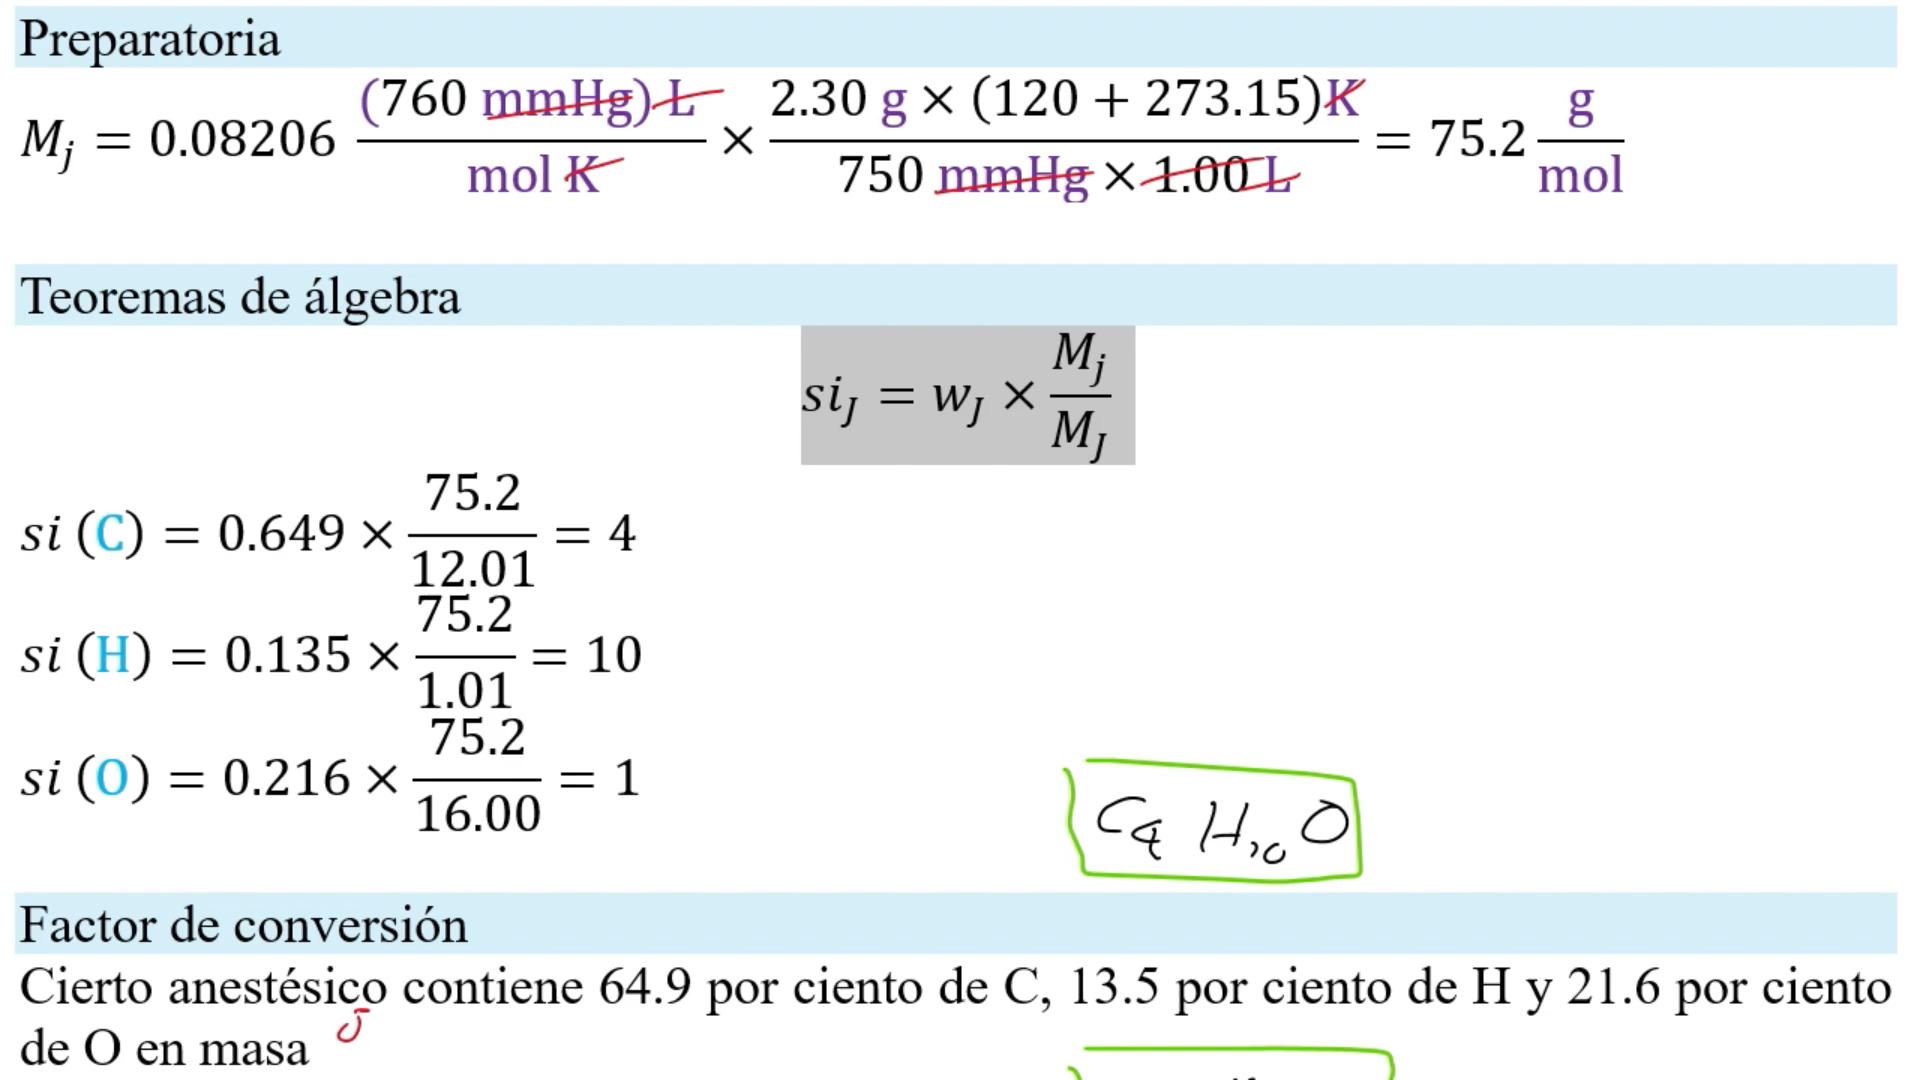 Preparatoria
M_j = 0.08206 (760 mmHg) L / mol K × 2.30 g × (120 + 273.15)K / 750 mmHg × 1.00 L = 75.2 g / mol
Teoremas de álgebra
si_J = w_J × M_j / M_J
si (C) = 0.649 × 75.2 / 12.01 = 4
si (H) = 0.135 × 75.2 / 1.01 = 10
si (O) = 0.216 × 75.2 / 16.00 = 1
C4 H10 O
Factor de conversión
Cierto anestésico contiene 64.9 por ciento de C, 13.5 por ciento de H y 21.6 por ciento
de O en masa